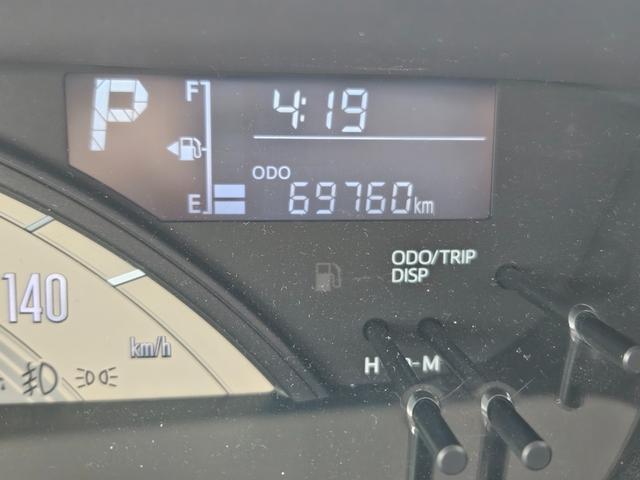 P
F
4:19
ODO
E
69760km
ODO/TRIP
DISP
140
km/h
H
-M